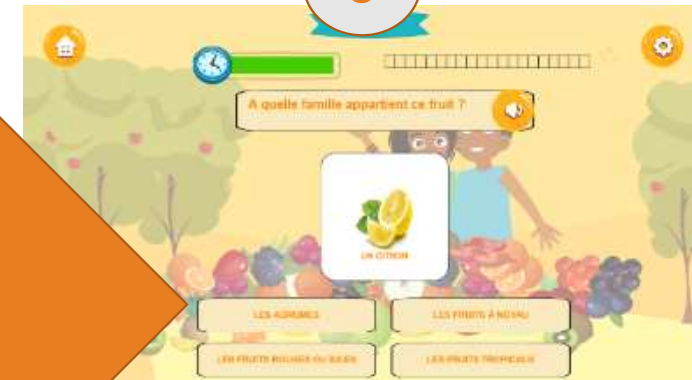 A quelle famille appartient ce fruit ?
UN CITRON
LES AGRUMES
LES FRUITS À NOYAU
LES FRUITS ROUGES OU BAIES
LES FRUITS TROPICAUX